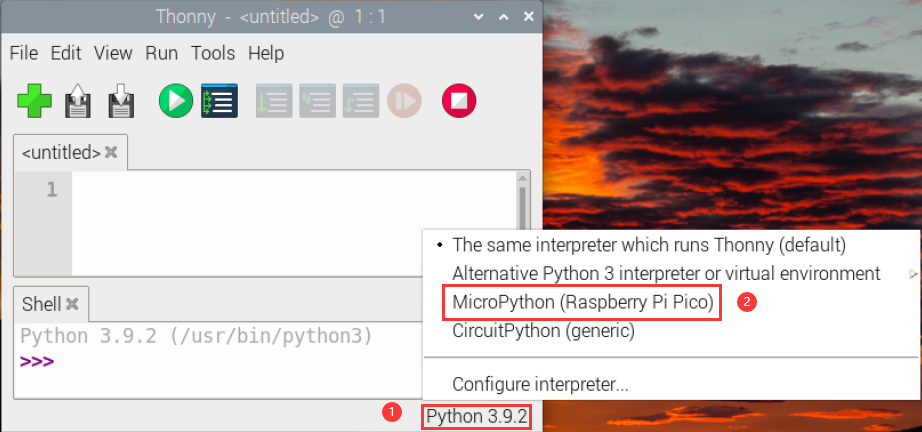 Thonny - <untitled> @ 1 : 1
File Edit View Run Tools Help
<untitled>
1
The same interpreter which runs Thonny (default)
Alternative Python 3 interpreter or virtual environment
MicroPython (Raspberry Pi Pico)
2
CircuitPython (generic)
Configure interpreter...
Shell
Python 3.9.2 (/usr/bin/python3)
>>>
1
Python 3.9.2